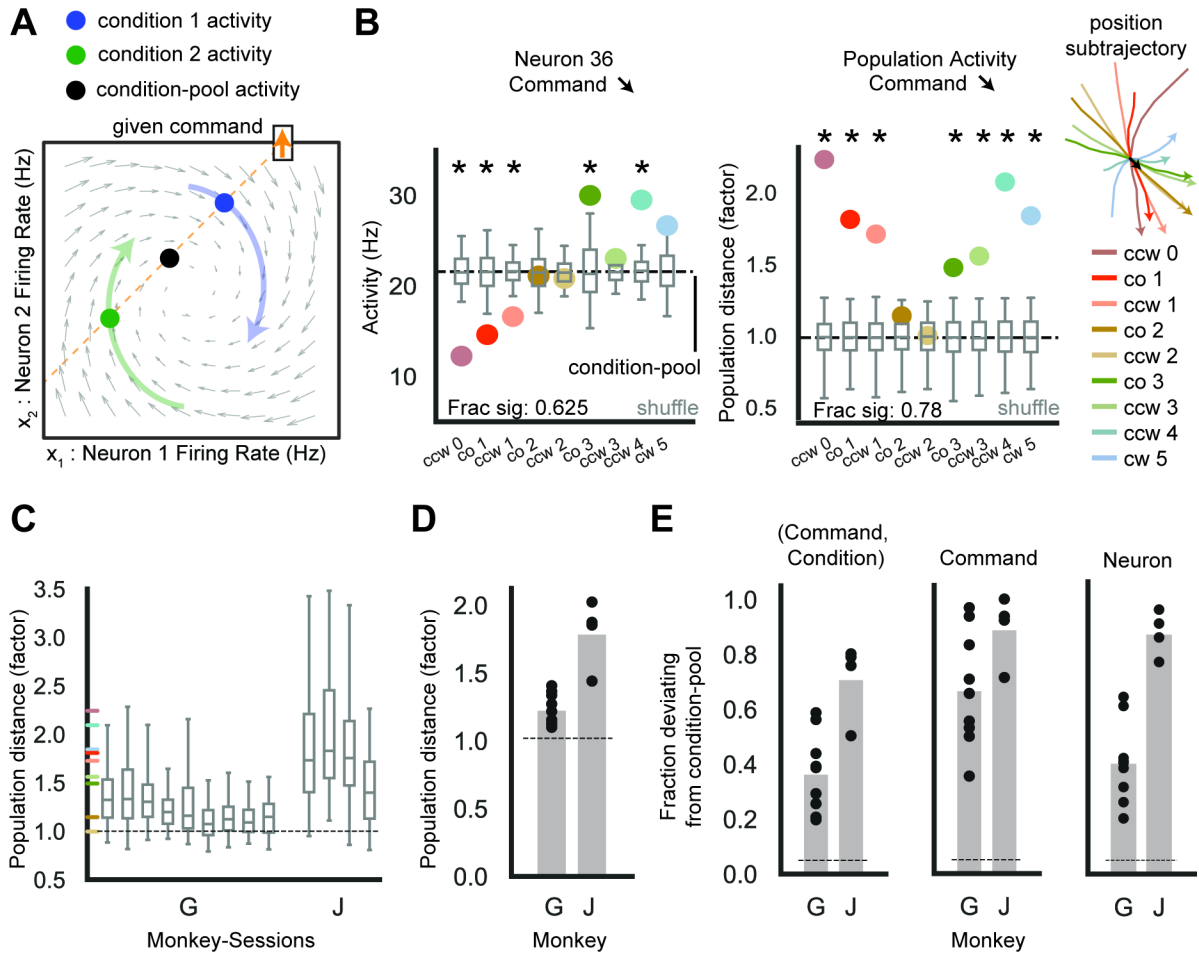 A
condition 1 activity
condition 2 activity
condition-pool activity
given command
x2 : Neuron 2 Firing Rate (Hz)
x1 : Neuron 1 Firing Rate (Hz)
B
Neuron 36
Command
Activity (Hz)
30
20
10
* * * * *
condition-pool
Frac sig: 0.625
shuffle
ccw 0
co 1
ccw 1
co 2
ccw 2
co 3
ccw 3
ccw 4
cw 5
Population Activity
Command
Population distance (factor)
2.0
1.5
1.0
0.5
* * * * * * *
Frac sig: 0.78
shuffle
ccw 0
co 1
ccw 1
co 2
ccw 2
co 3
ccw 3
ccw 4
cw 5
position
subtrajectory
ccw 0
co 1
ccw 1
co 2
ccw 2
co 3
ccw 3
ccw 4
cw 5
C
Population distance (factor)
3.5
3.0
2.5
2.0
1.5
1.0
0.5
G
J
Monkey-Sessions
D
Population distance (factor)
2.0
1.0
0.5
0.0
G J
Monkey
E
(Command,
Condition)
Command
Neuron
Fraction deviating
from condition-pool
1.0
0.8
0.6
0.4
0.2
0.0
G J
G J
G J
Monkey